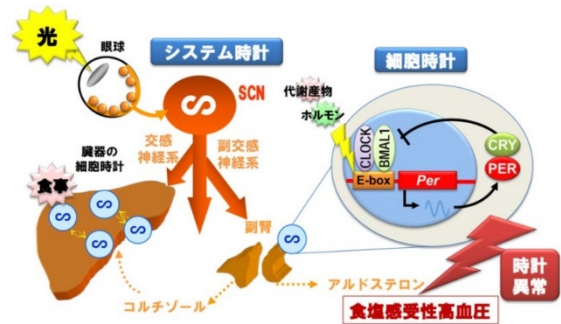 光
眼球
システム時計
細胞時計
SCN
代謝産物
ホルモン
交感
神経系
副交感
神経系
臓器の
細胞時計
食事
CLOCK
BMAL1
E-box
Per
CRY
PER
副腎
コルチゾール
アルドステロン
時計
異常
食塩感受性高血圧